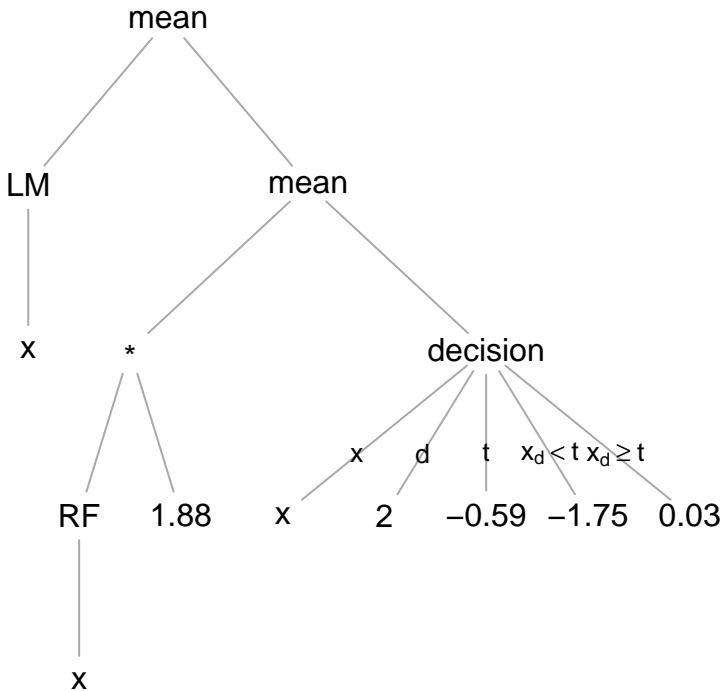 mean
LM mean
x * decision
x d t x_d < t x_d ≥ t
RF 1.88 x 2 −0.59 −1.75 0.03
x